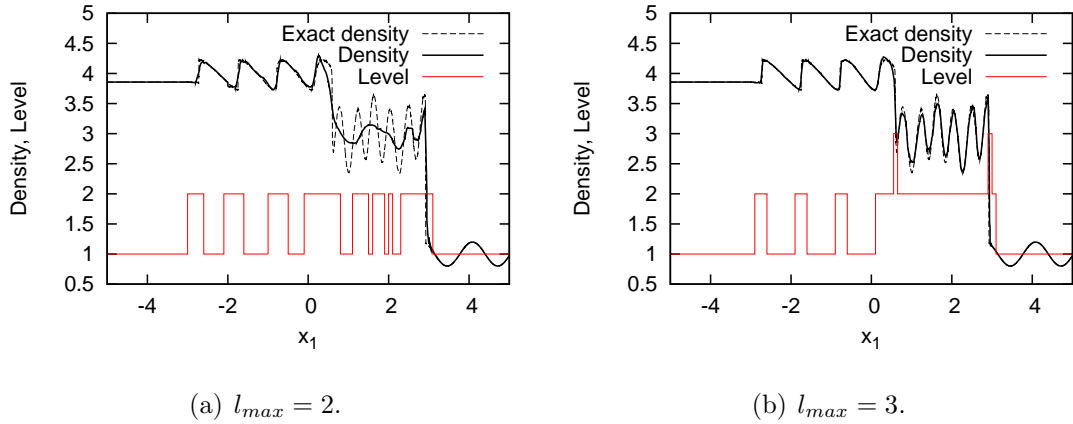 5
4.5
4
3.5
3
2.5
2
1.5
1
0.5
Density, Level
Exact density
Density
Level
-4 -2 0 2 4
x1
(a) lmax = 2.
5
4.5
4
3.5
3
2.5
2
1.5
1
0.5
Density, Level
Exact density
Density
Level
-4 -2 0 2 4
x1
(b) lmax = 3.